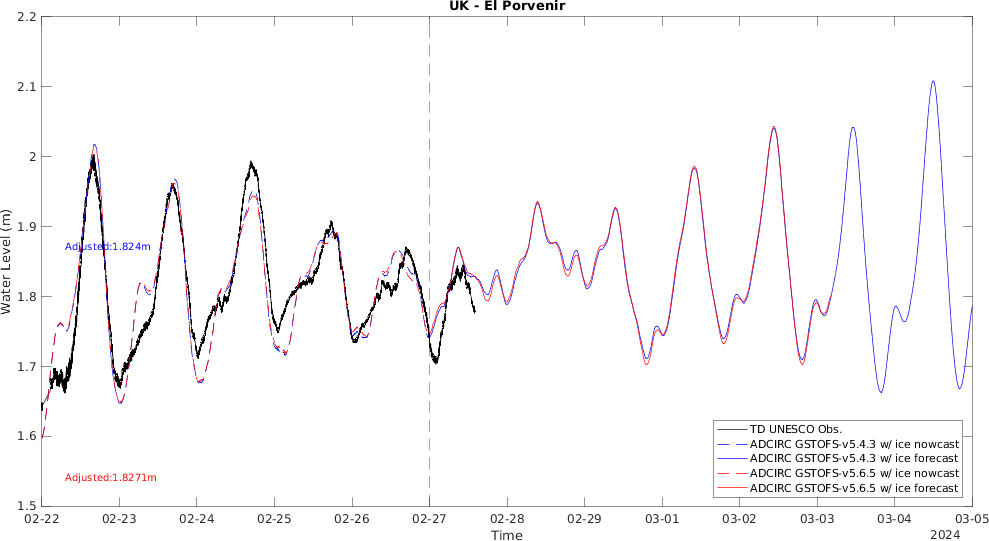 UK - El Porvenir
2.2
2.1
2
1.9
1.8
1.7
1.6
1.5
Water Level (m)
Adjusted:1.824m
Adjusted:1.8271m
TD UNESCO Obs.
ADCIRC GSTOFS-v5.4.3 w/ ice nowcast
ADCIRC GSTOFS-v5.4.3 w/ ice forecast
ADCIRC GSTOFS-v5.6.5 w/ ice nowcast
ADCIRC GSTOFS-v5.6.5 w/ ice forecast
02-22 02-23 02-24 02-25 02-26 02-27 02-28 02-29 03-01 03-02 03-03 03-04 03-05
Time
2024